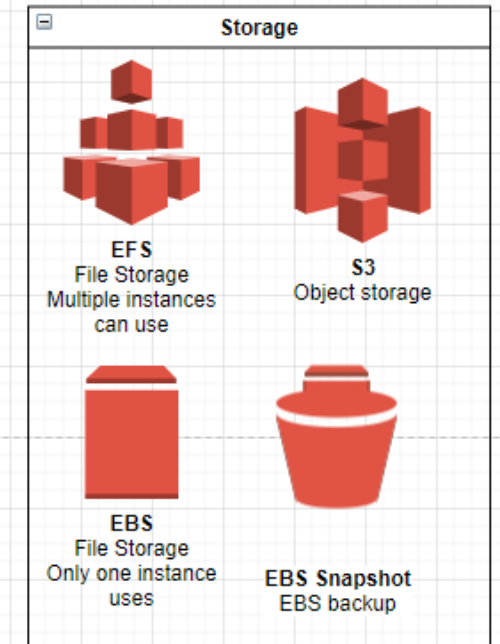 Storage
EFS
File Storage
Multiple instances
can use
S3
Object storage
EBS
File Storage
Only one instance
uses
EBS Snapshot
EBS backup